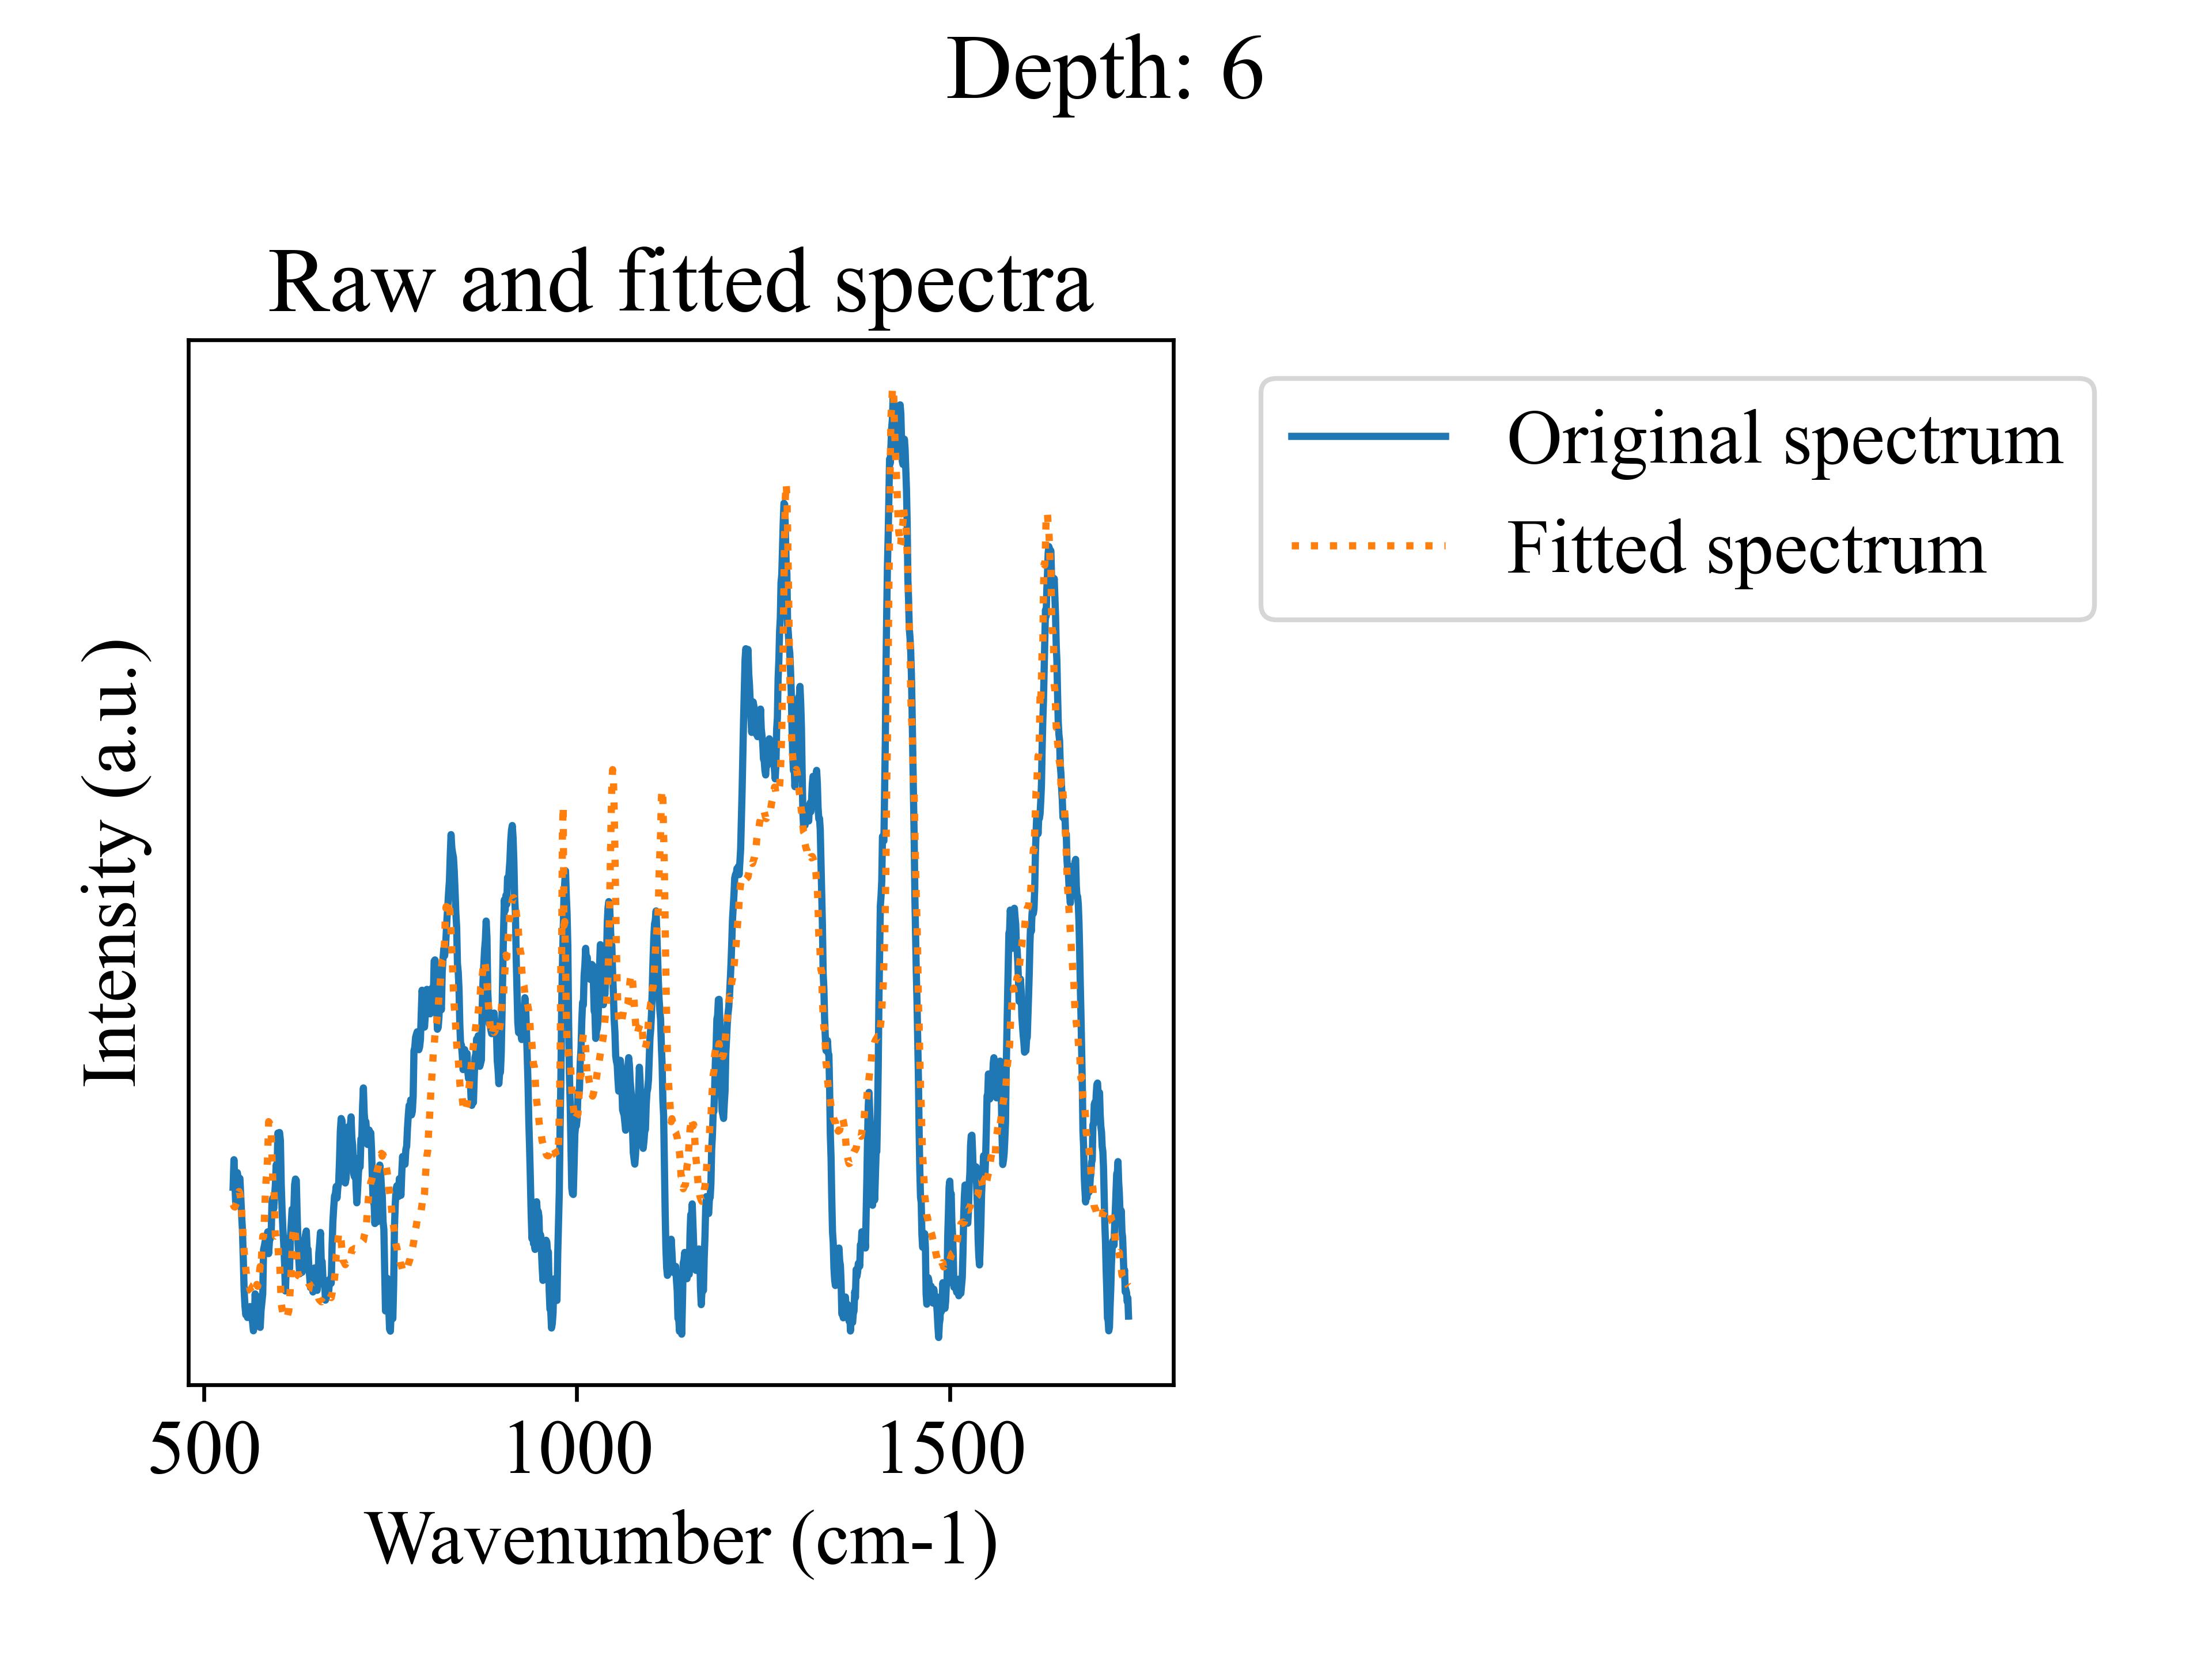 Depth: 6
Raw and fitted spectra
Original spectrum
Fitted spectrum
Intensity (a.u.)
500 1000 1500
Wavenumber (cm-1)